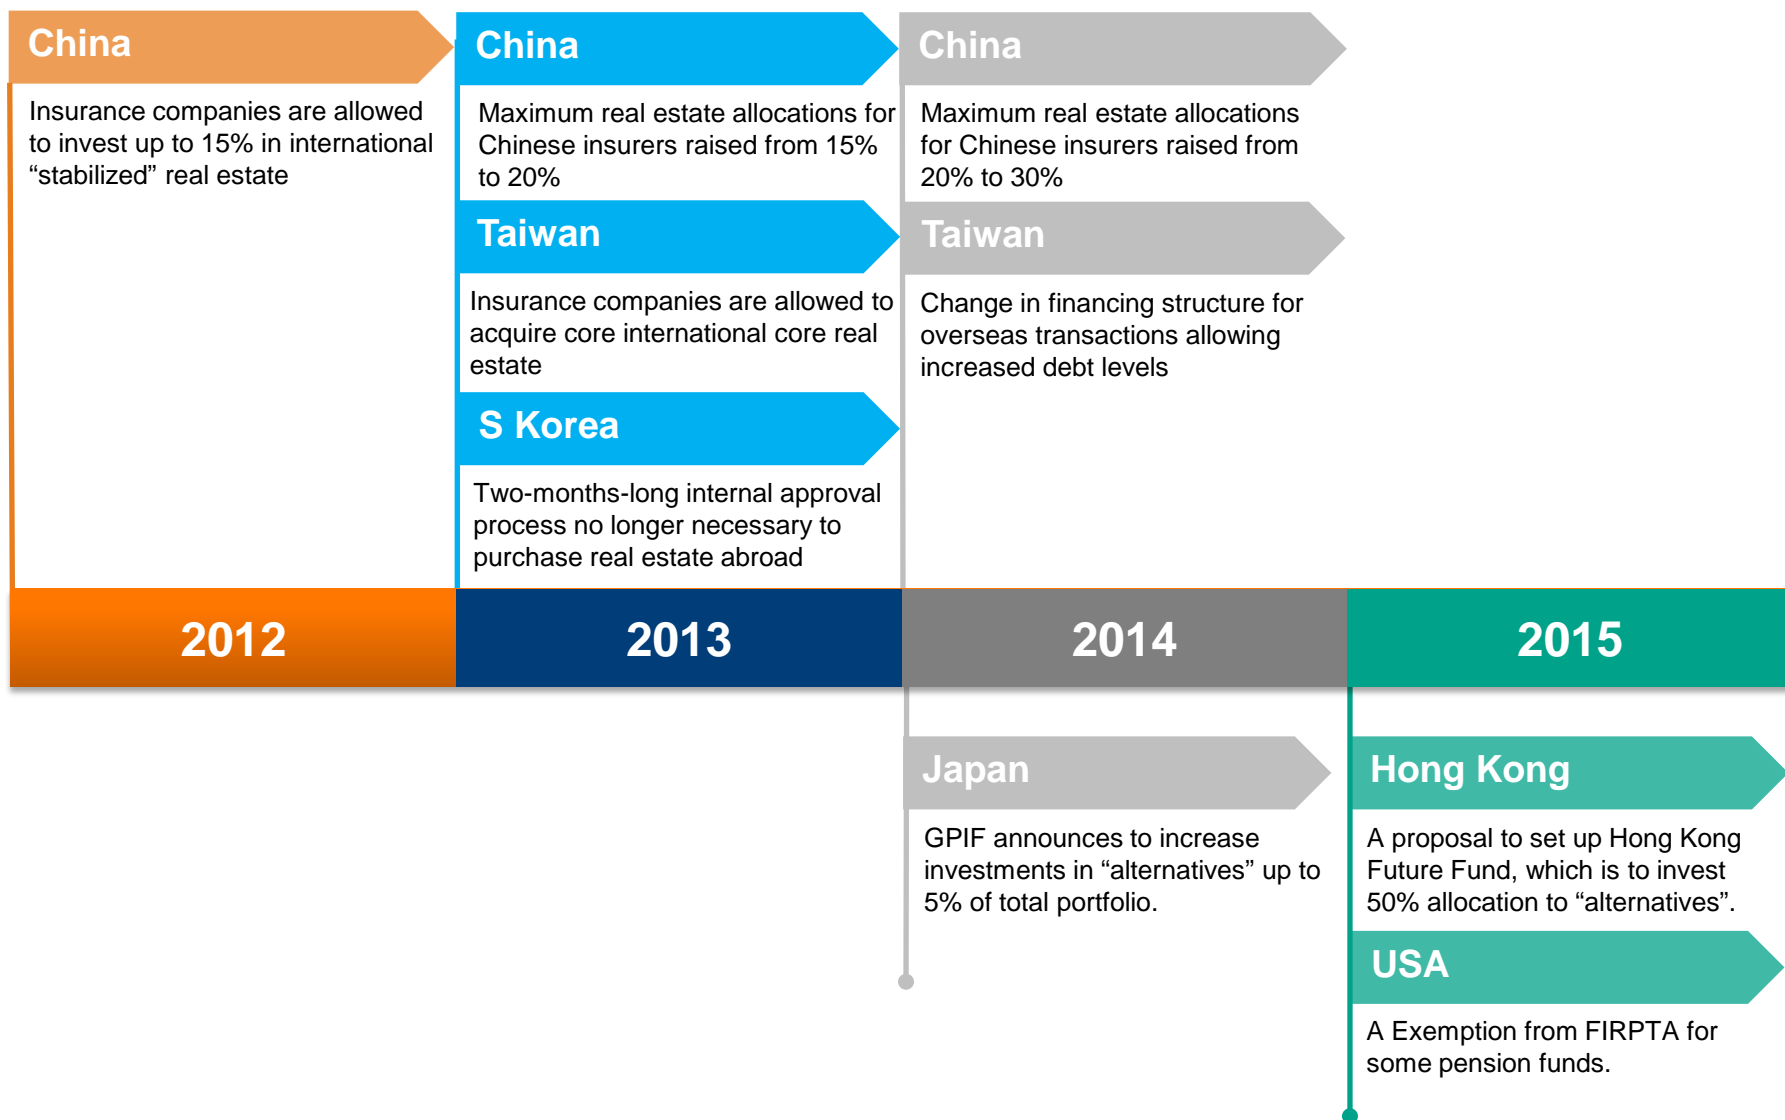 China
Insurance companies are allowed
to invest up to 15% in international
“stabilized” real estate
China
Maximum real estate allocations for
Chinese insurers raised from 15%
to 20%
Taiwan
Insurance companies are allowed to
acquire core international core real
estate
S Korea
Two-months-long internal approval
process no longer necessary to
purchase real estate abroad
China
Maximum real estate allocations
for Chinese insurers raised from
20% to 30%
Taiwan
Change in financing structure for
overseas transactions allowing
increased debt levels
2012
2013
2014
2015
Japan
GPIF announces to increase
investments in “alternatives” up to
5% of total portfolio.
Hong Kong
A proposal to set up Hong Kong
Future Fund, which is to invest
50% allocation to “alternatives”.
USA
A Exemption from FIRPTA for
some pension funds.